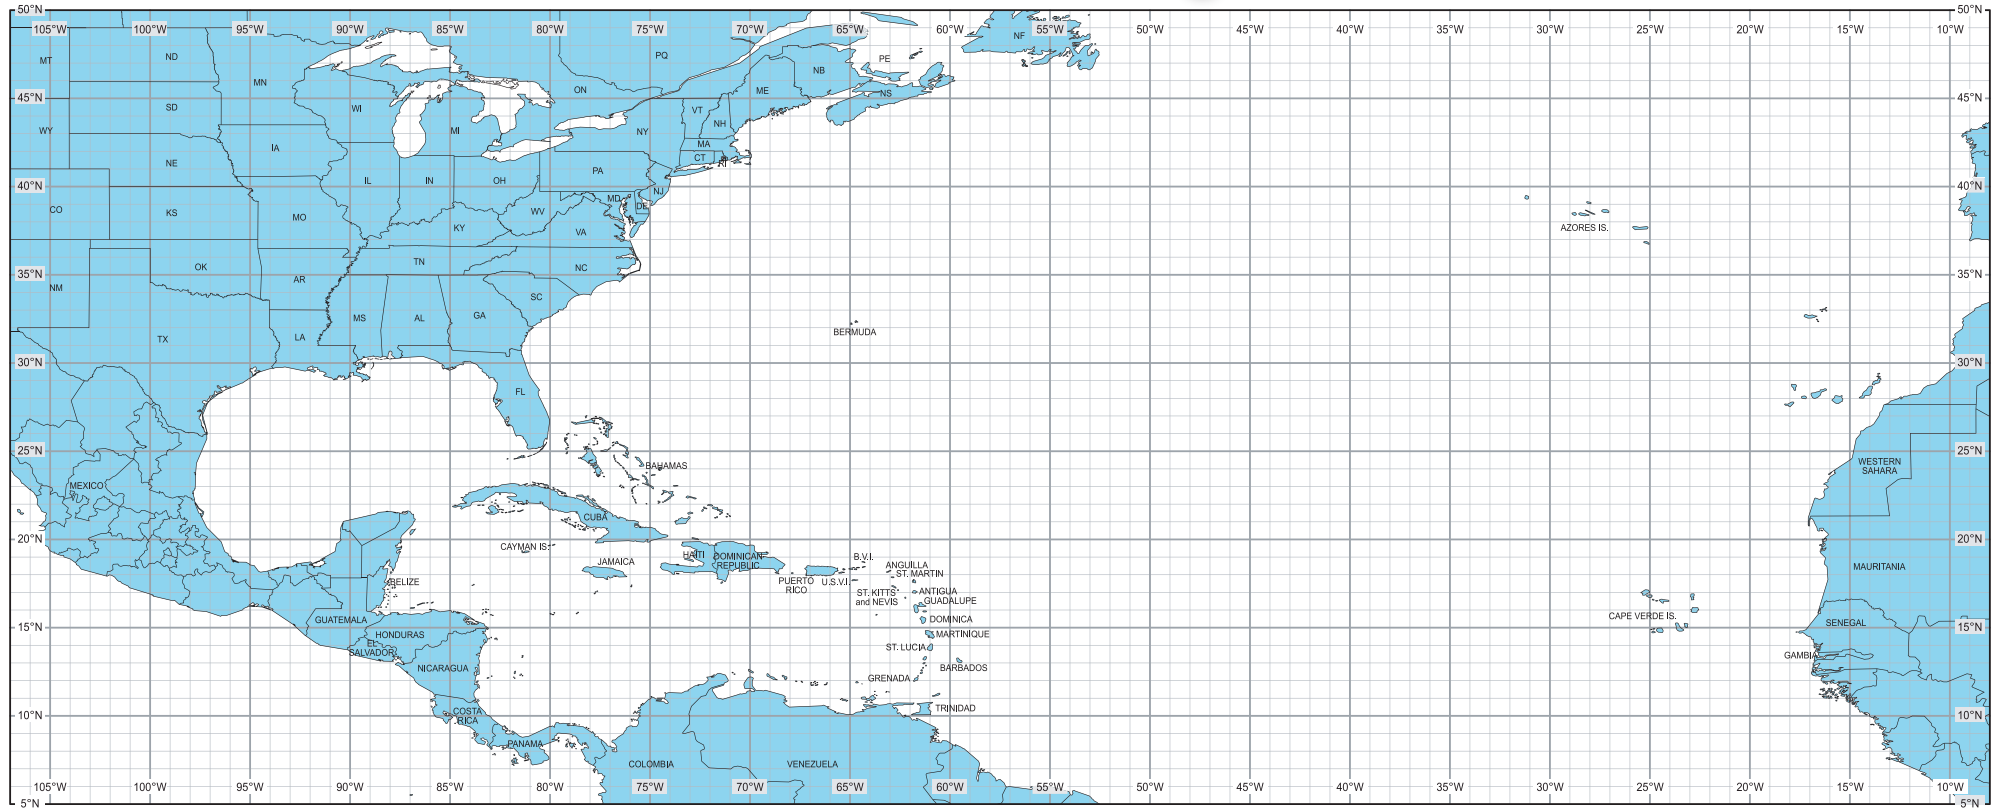 50°N 50°N
105°W 100°W 95°W 90°W 85°W 80°W 75°W 70°W 65°W 60°W 55°W 50°W 45°W 40°W 35°W 30°W 25°W 20°W 15°W 10°W
NF
MT ND PQ PE
MN NB
ON ME
45°N 45°N
WI NS
SD VT
WY MI NY NH
IA MA
NE CT RI
PA
40°N IL IN OH NJ 40°N
CO KS MO WV MD DE
KY VA AZORES IS.
OK TN NC
35°N 35°N
NM AR
SC
MS AL GA
TX LA BERMUDA
30°N 30°N
FL
25°N 25°N
BAHAMAS WESTERN
SAHARA
MEXICO
CUBA
20°N 20°N
CAYMAN IS.
HAITI DOMINICAN
REPUBLIC
JAMAICA B.V.I.
ANGUILLA
ST. MARTIN
MAURITANIA
BELIZE PUERTO
RICO
U.S.V.I.
ST. KITTS
and NEVIS
ANTIGUA
GUADALUPE
GUATEMALA DOMINICA CAPE VERDE IS. SENEGAL
15°N 15°N
HONDURAS MARTINIQUE
EL
SALVADOR
ST. LUCIA
GAMBIA
NICARAGUA BARBADOS
GRENADA
COSTA
RICA
TRINIDAD
10°N 10°N
PANAMA
COLOMBIA VENEZUELA
105°W 100°W 95°W 90°W 85°W 80°W 75°W 70°W 65°W 60°W 55°W 50°W 45°W 40°W 35°W 30°W 25°W 20°W 15°W 10°W
5°N 5°N